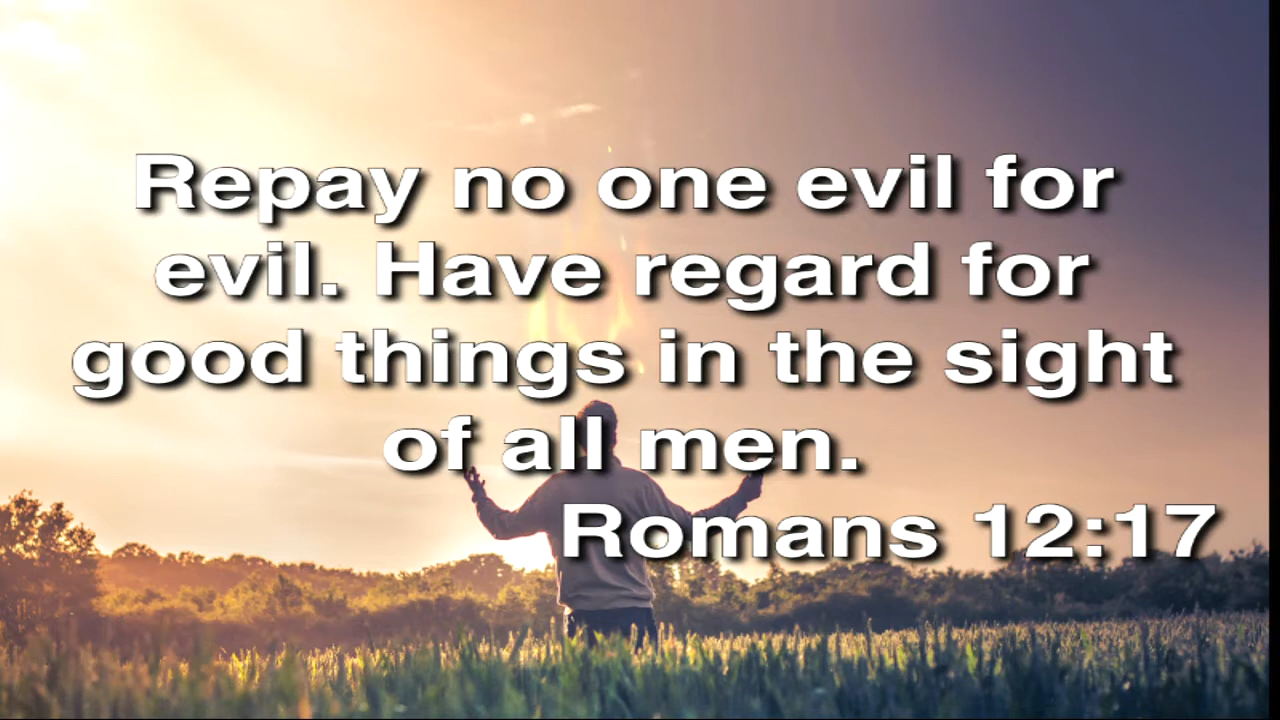 Repay no one evil for
evil. Have regard for
good things in the sight
of all men.
Romans 12:17